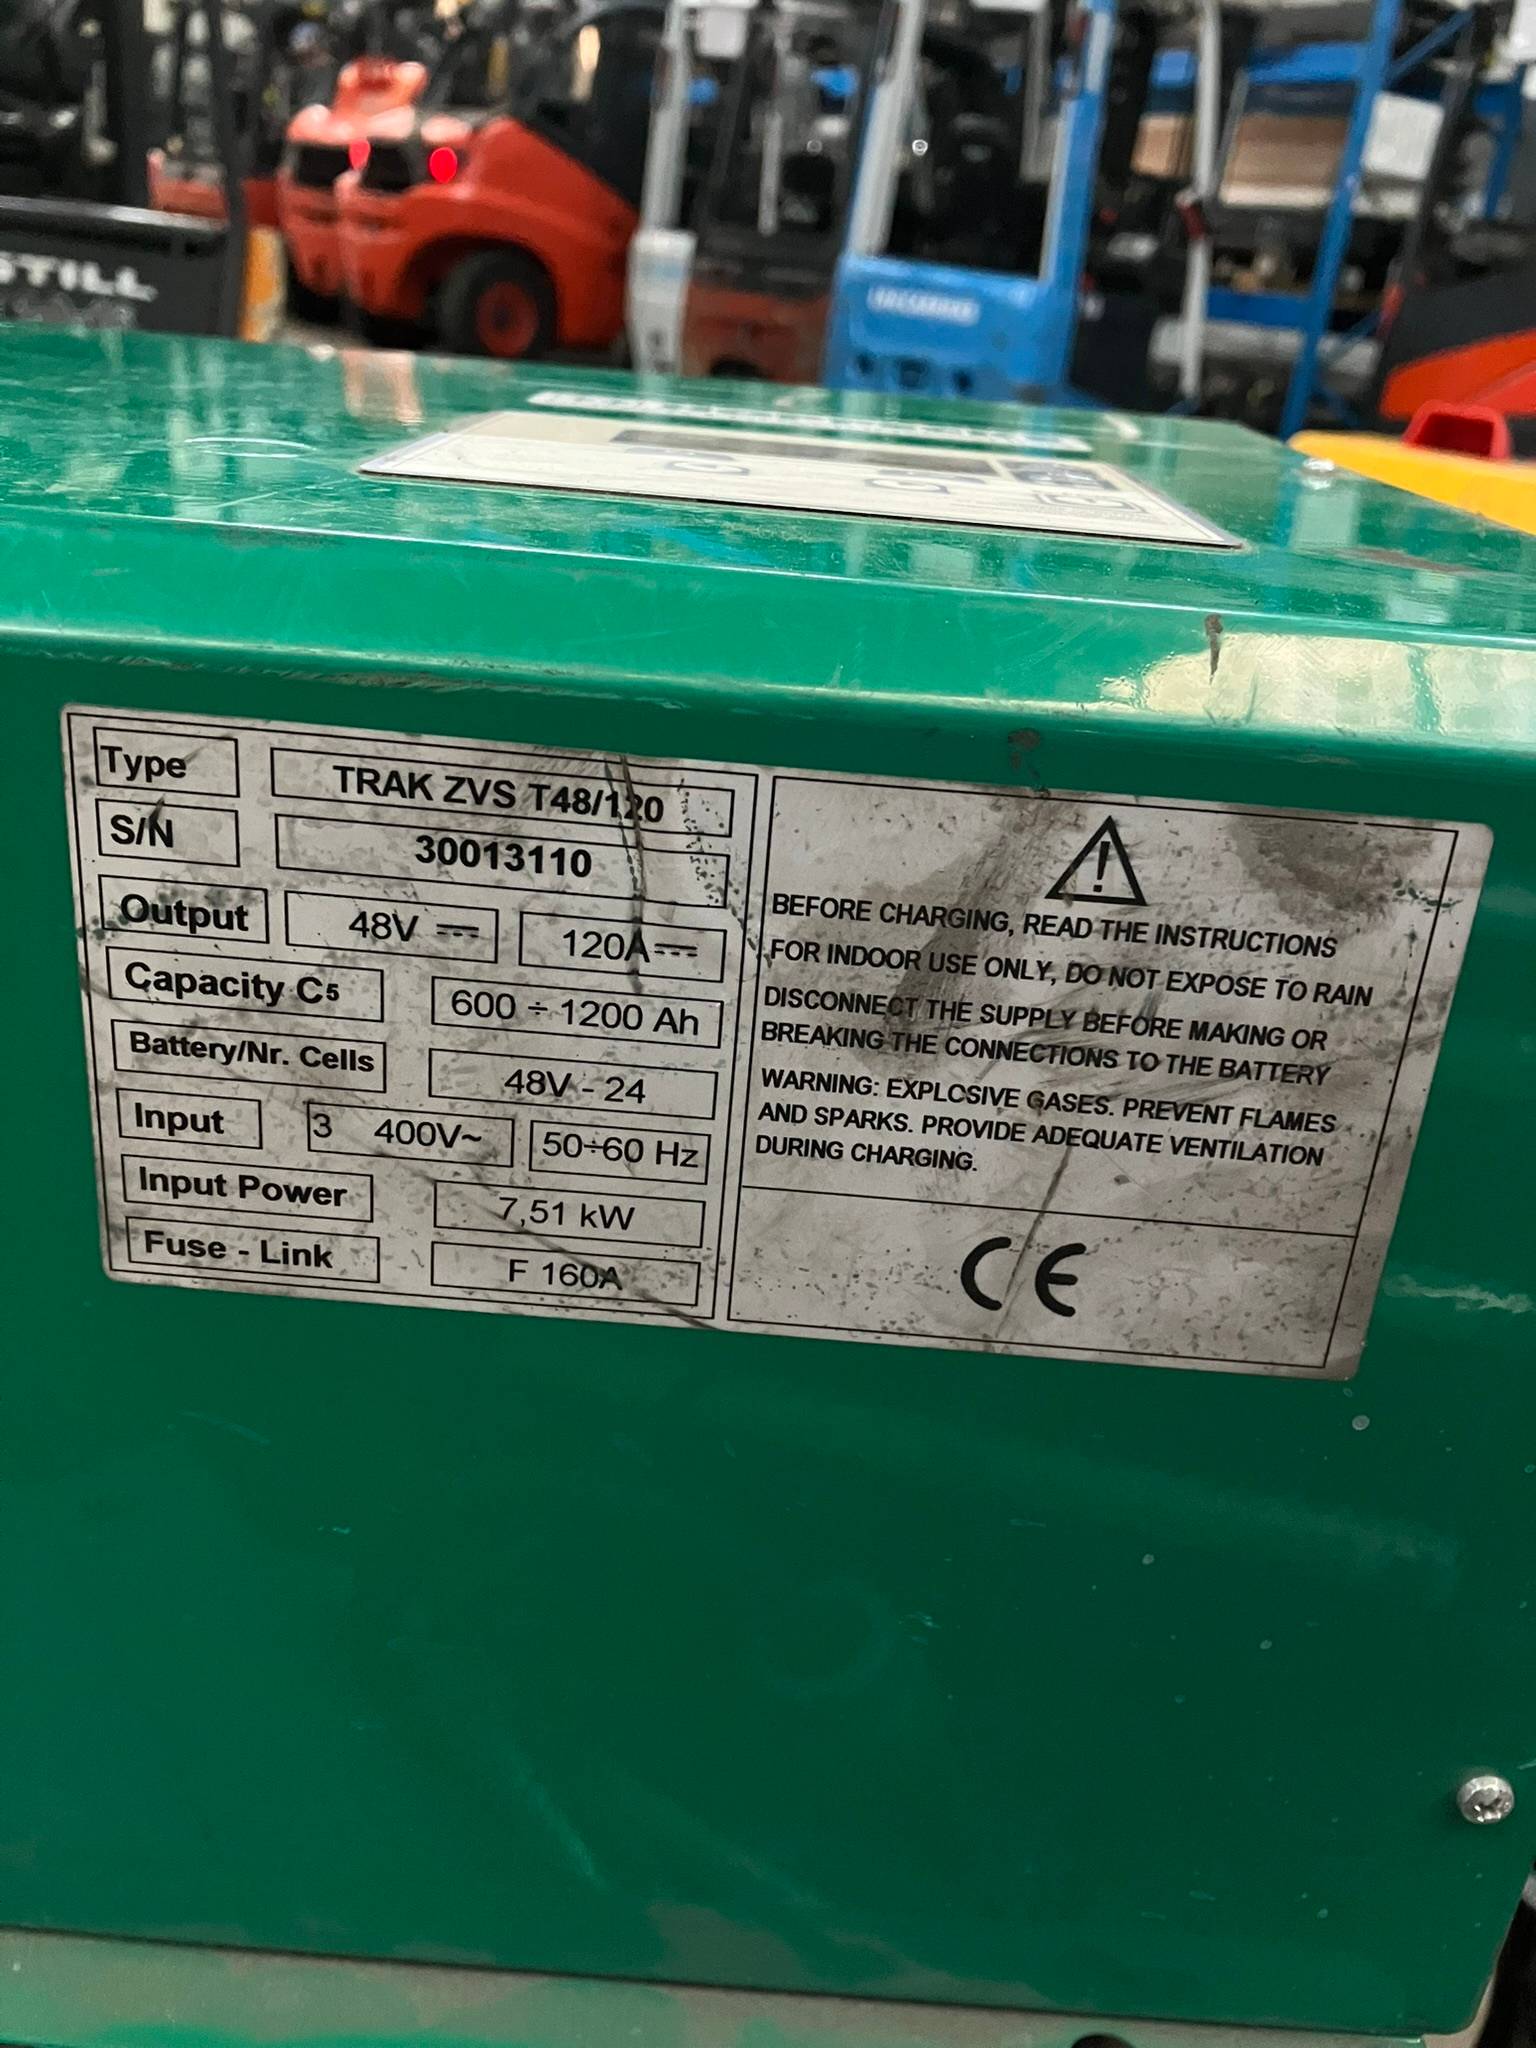 STILL
Type TRAK ZVS T48/120
S/N 30013110
Output 48V 120A
Capacity C5 600 ÷ 1200 Ah
Battery/Nr. Cells 48V - 24
Input 3 400V~ 50÷60 Hz
Input Power 7,51 kW
Fuse - Link F 160A
BEFORE CHARGING, READ THE INSTRUCTIONS
FOR INDOOR USE ONLY, DO NOT EXPOSE TO RAIN
DISCONNECT THE SUPPLY BEFORE MAKING OR
BREAKING THE CONNECTIONS TO THE BATTERY
WARNING: EXPLOSIVE GASES. PREVENT FLAMES
AND SPARKS. PROVIDE ADEQUATE VENTILATION
DURING CHARGING.
CE